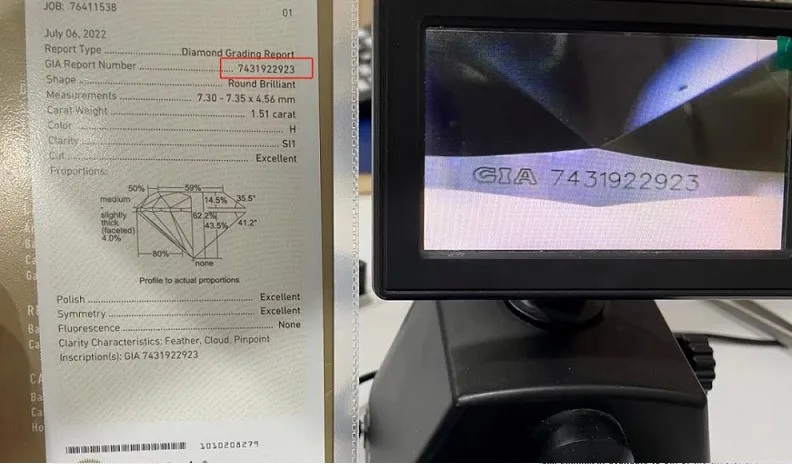 JOB: 76411538
01
July 06, 2022
Report Type Diamond Grading Report
GIA Report Number 7431922923
Shape Round Brilliant
Measurements 7.30 - 7.35 x 4.56 mm
Carat Weight 1.51 carat
Color H
Clarity SI1
Cut Excellent
Proportions:
50%
59%
medium
14.5%
35.5°
slightly
thick
(faceted)
4.0%
62.2%
43.5%
41.2°
80%
none
Profile to actual proportions
Polish Excellent
Symmetry Excellent
Fluorescence None
Clarity Characteristics: Feather, Cloud, Pinpoint
Inscription(s): GIA 7431922923
1010208279
GIA 7431922923